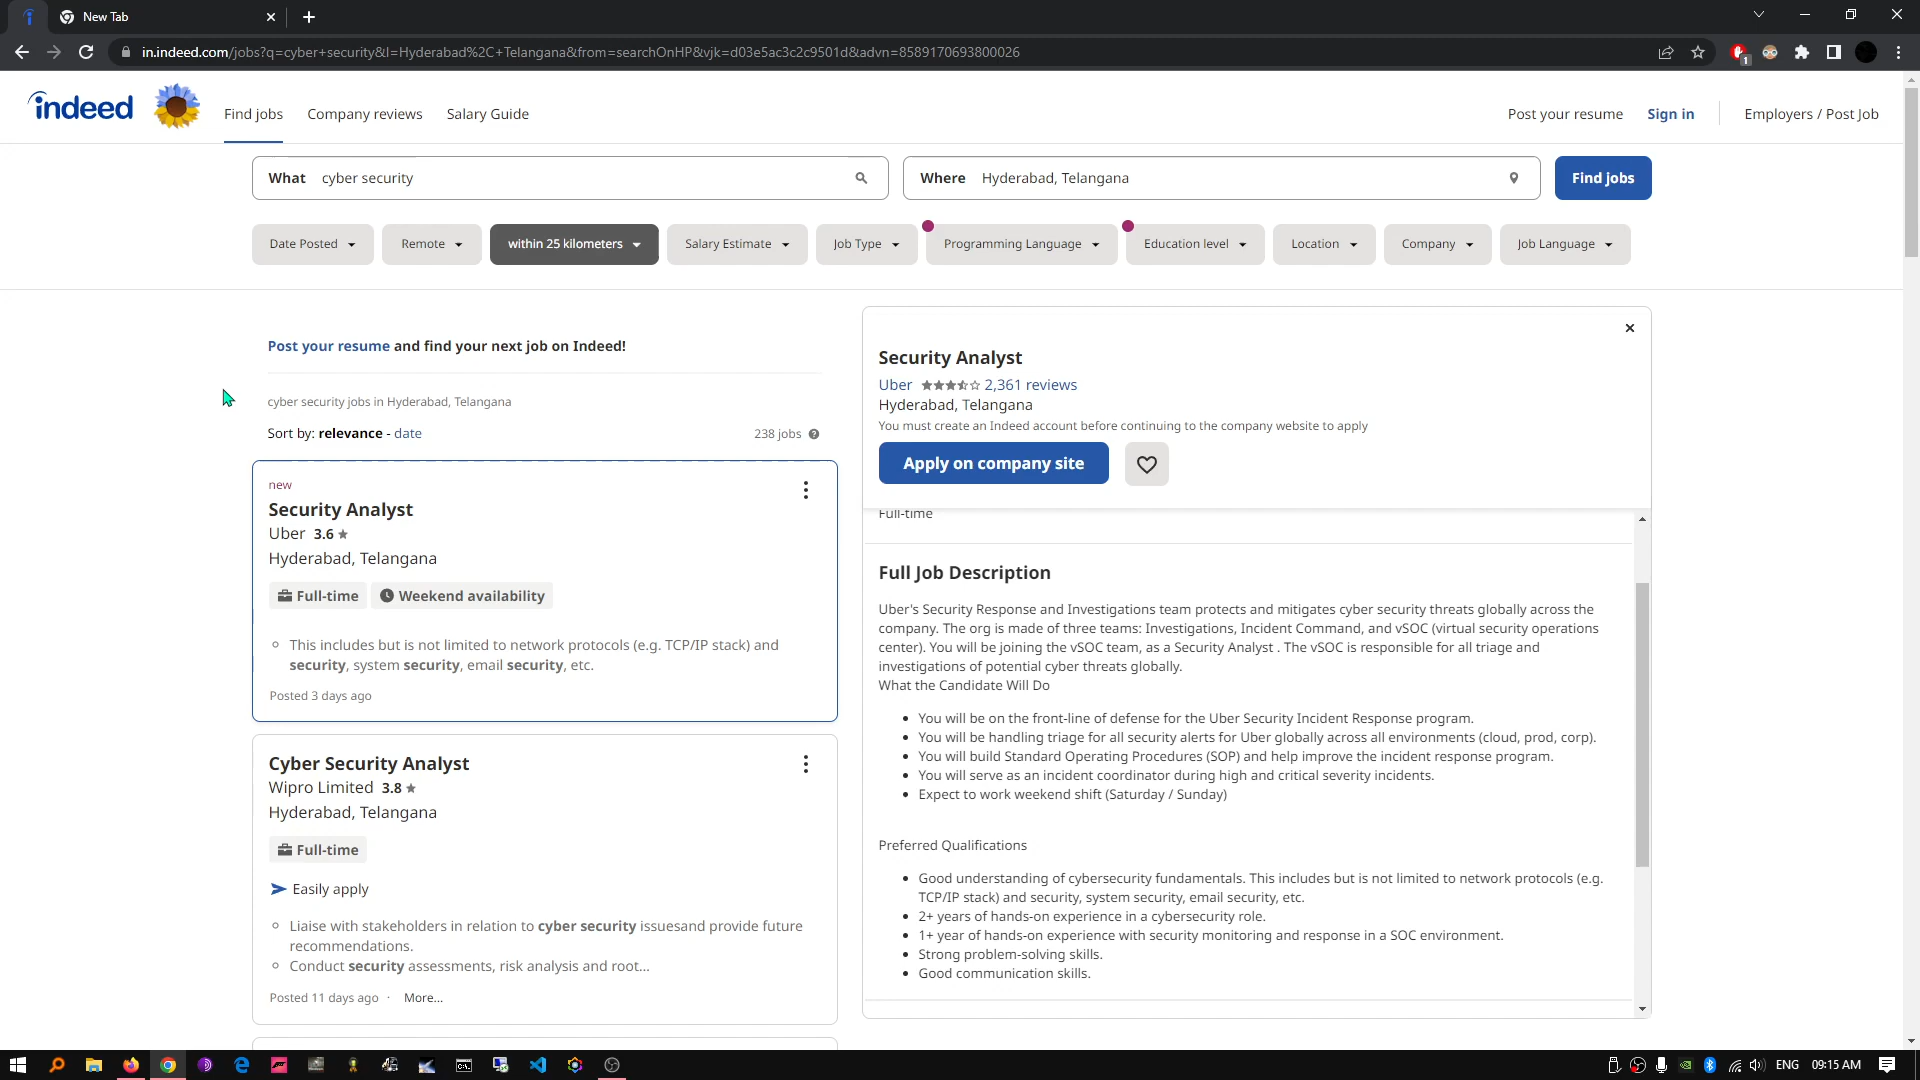 New Tab
in.indeed.com/jobs?q=cyber+security&l=Hyderabad%2C+Telangana&from=searchOnHP&vjk=d03e5ac3c2c9501d&advn=8589170693800026
1
indeed
Find jobs Company reviews Salary Guide
Post your resume Sign in Employers / Post Job
What cyber security
Where Hyderabad, Telangana
Find jobs
Date Posted Remote within 25 kilometers Salary Estimate Job Type Programming Language Education level Location Company Job Language
Post your resume and find your next job on Indeed!
cyber security jobs in Hyderabad, Telangana
Sort by: relevance - date
238 jobs
new
Security Analyst
Uber 3.6
Hyderabad, Telangana
Full-time Weekend availability
This includes but is not limited to network protocols (e.g. TCP/IP stack) and
security, system security, email security, etc.
Posted 3 days ago
Cyber Security Analyst
Wipro Limited 3.8
Hyderabad, Telangana
Full-time
Easily apply
Liaise with stakeholders in relation to cyber security issuesand provide future
recommendations.
Conduct security assessments, risk analysis and root...
Posted 11 days ago · More...
Security Analyst
Uber 2,361 reviews
Hyderabad, Telangana
You must create an Indeed account before continuing to the company website to apply
Apply on company site
Full-time
Full Job Description
Uber's Security Response and Investigations team protects and mitigates cyber security threats globally across the
company. The org is made of three teams: Investigations, Incident Command, and vSOC (virtual security operations
center). You will be joining the vSOC team, as a Security Analyst . The vSOC is responsible for all triage and
investigations of potential cyber threats globally.
What the Candidate Will Do
You will be on the front-line of defense for the Uber Security Incident Response program.
You will be handling triage for all security alerts for Uber globally across all environments (cloud, prod, corp).
You will build Standard Operating Procedures (SOP) and help improve the incident response program.
You will serve as an incident coordinator during high and critical severity incidents.
Expect to work weekend shift (Saturday / Sunday)
Preferred Qualifications
Good understanding of cybersecurity fundamentals. This includes but is not limited to network protocols (e.g.
TCP/IP stack) and security, system security, email security, etc.
2+ years of hands-on experience in a cybersecurity role.
1+ year of hands-on experience with security monitoring and response in a SOC environment.
Strong problem-solving skills.
Good communication skills.
ENG 09:15 AM